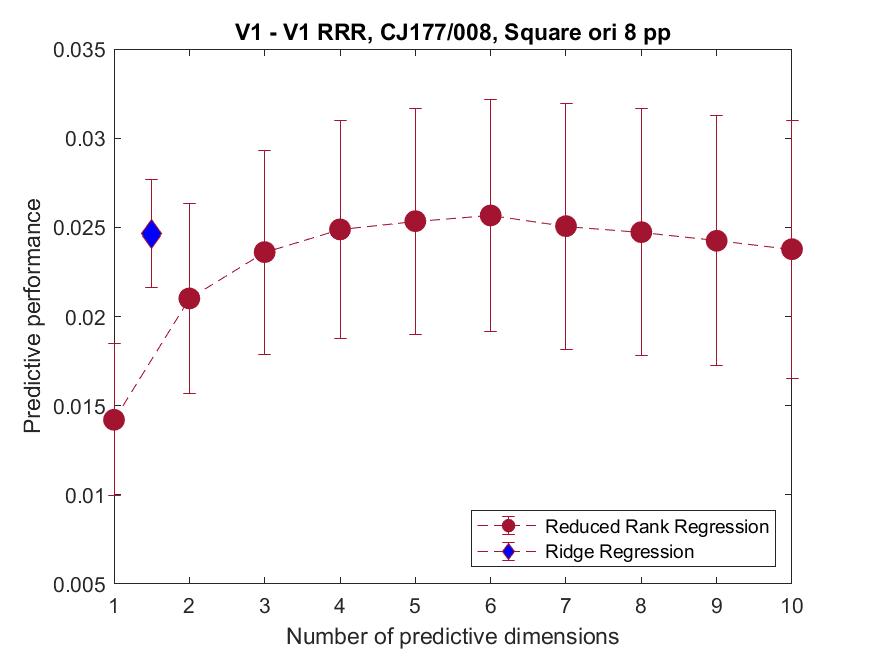 V1 - V1 RRR, CJ177/008, Square ori 8 pp
0.035
0.03
0.025
0.02
0.015
0.01
0.005
Predictive performance
1 2 3 4 5 6 7 8 9 10
Number of predictive dimensions
Reduced Rank Regression
Ridge Regression